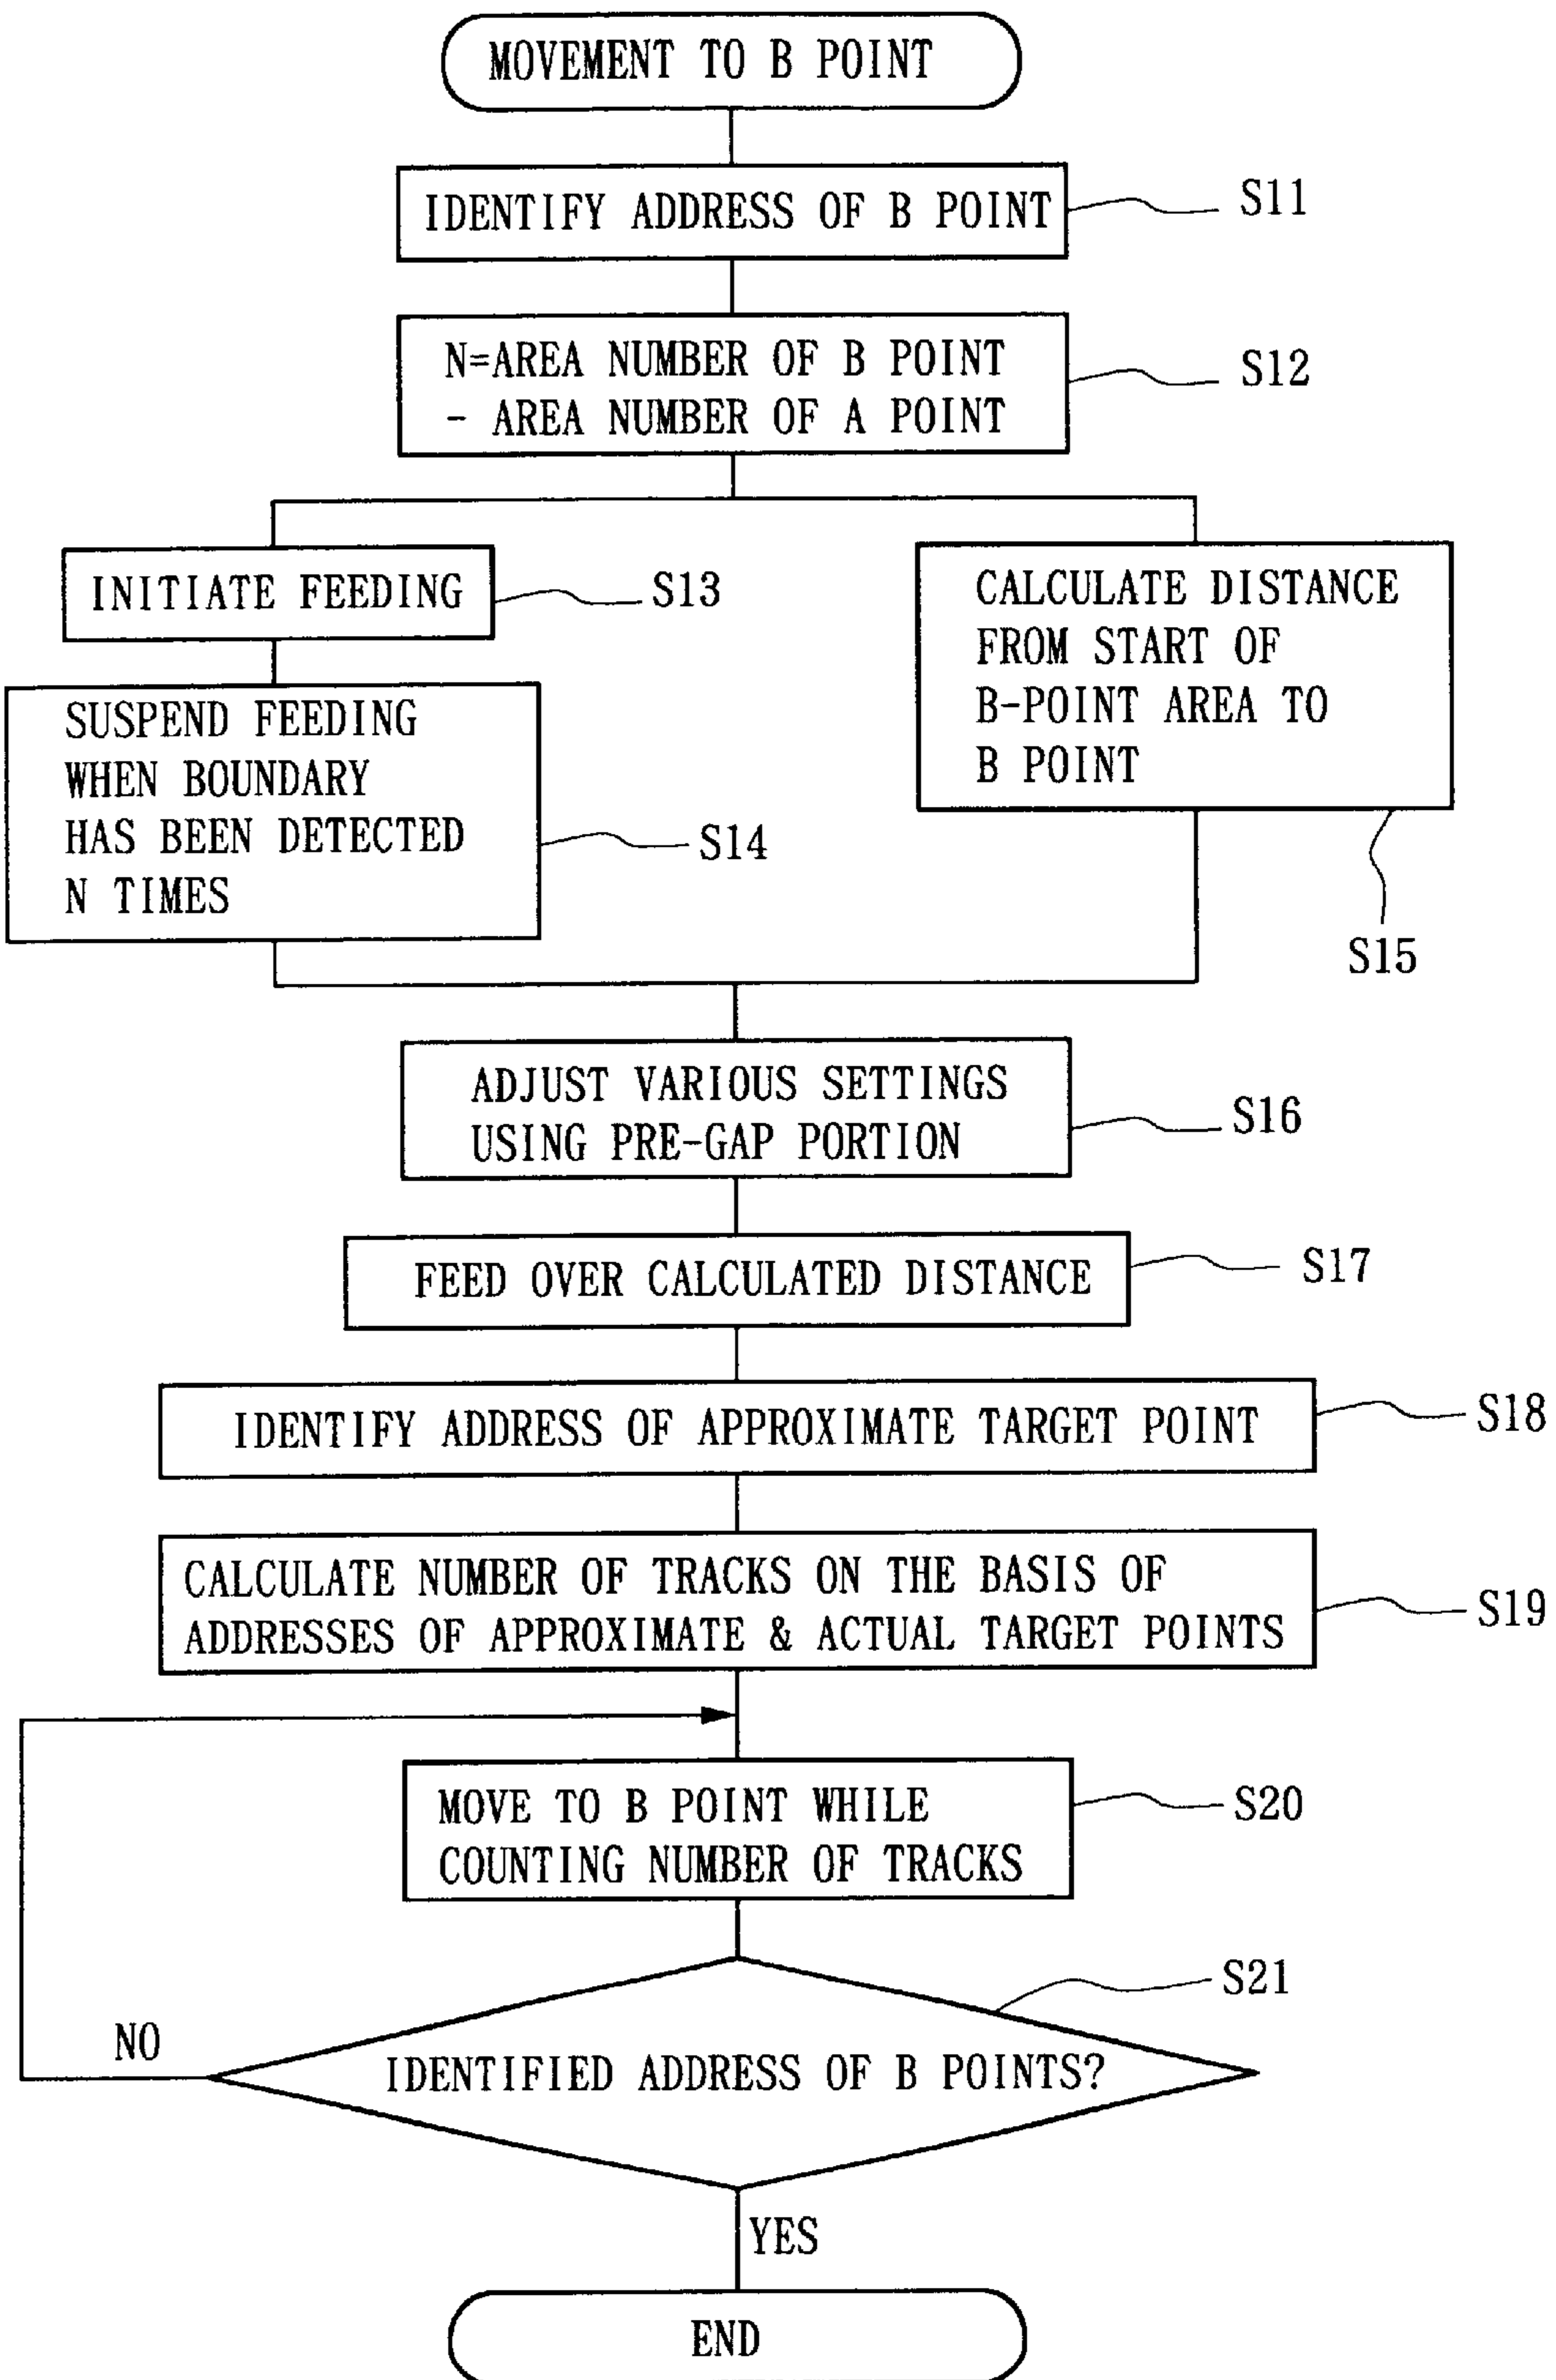 MOVEMENT TO B POINT
IDENTIFY ADDRESS OF B POINT
S11
N=AREA NUMBER OF B POINT
- AREA NUMBER OF A POINT
S12
INITIATE FEEDING
S13
SUSPEND FEEDING
WHEN BOUNDARY
HAS BEEN DETECTED
N TIMES
S14
CALCULATE DISTANCE
FROM START OF
B-POINT AREA TO
B POINT
S15
ADJUST VARIOUS SETTINGS
USING PRE-GAP PORTION
S16
FEED OVER CALCULATED DISTANCE
S17
IDENTIFY ADDRESS OF APPROXIMATE TARGET POINT
S18
CALCULATE NUMBER OF TRACKS ON THE BASIS OF
ADDRESSES OF APPROXIMATE & ACTUAL TARGET POINTS
S19
MOVE TO B POINT WHILE
COUNTING NUMBER OF TRACKS
S20
S21
IDENTIFIED ADDRESS OF B POINTS?
NO
YES
END